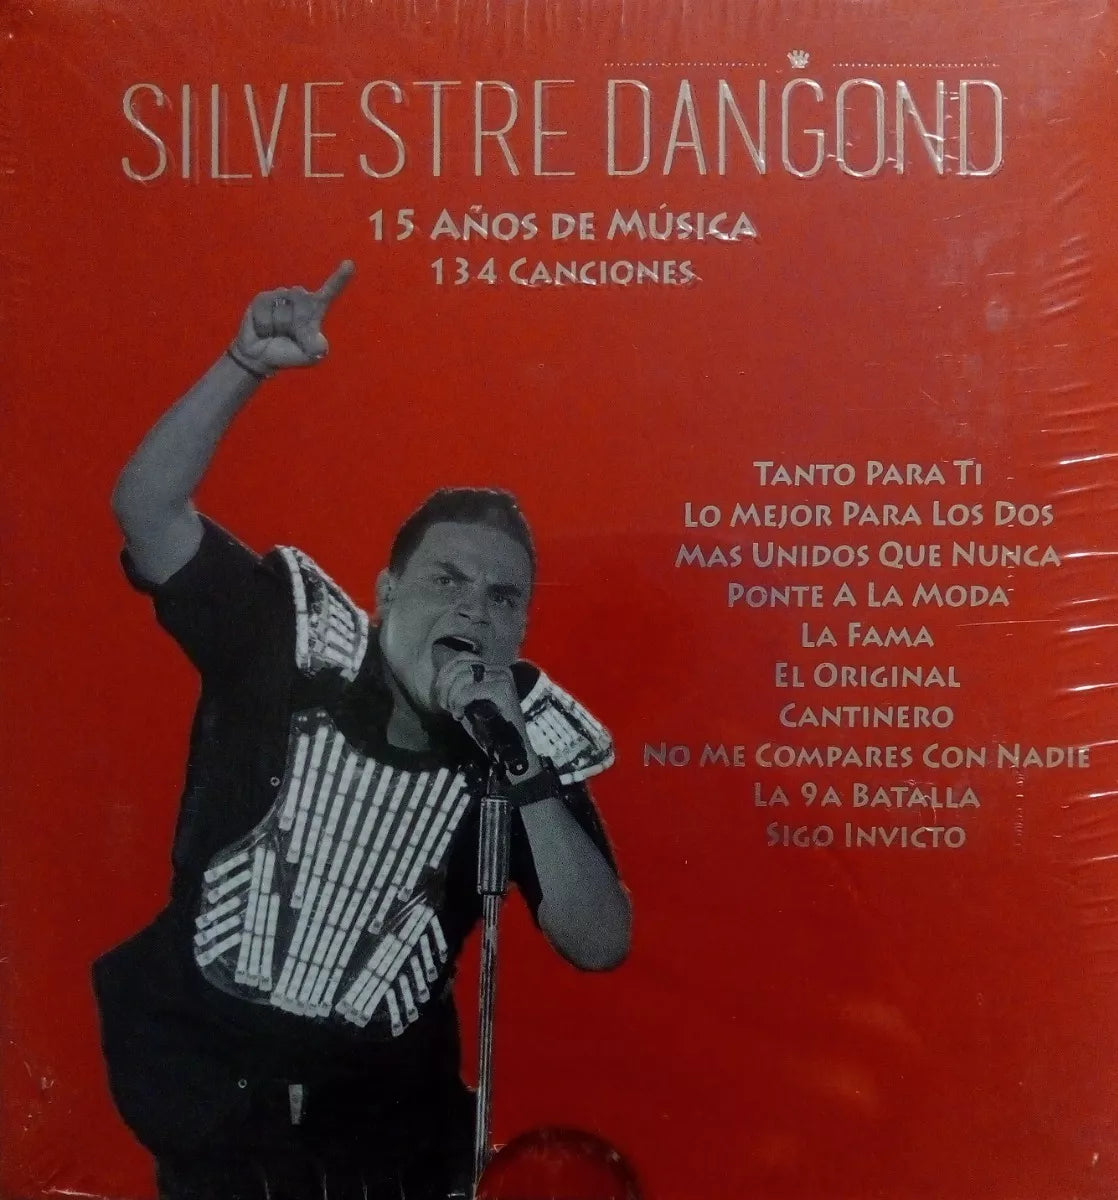 SILVESTRE DANGOND
15 AÑOS DE MÚSICA
134 CANCIONES
TANTO PARA TI
LO MEJOR PARA LOS DOS
MAS UNIDOS QUE NUNCA
PONTE A LA MODA
LA FAMA
EL ORIGINAL
CANTINERO
NO ME COMPARES CON NADIE
LA 9A BATALLA
SIGO INVICTO